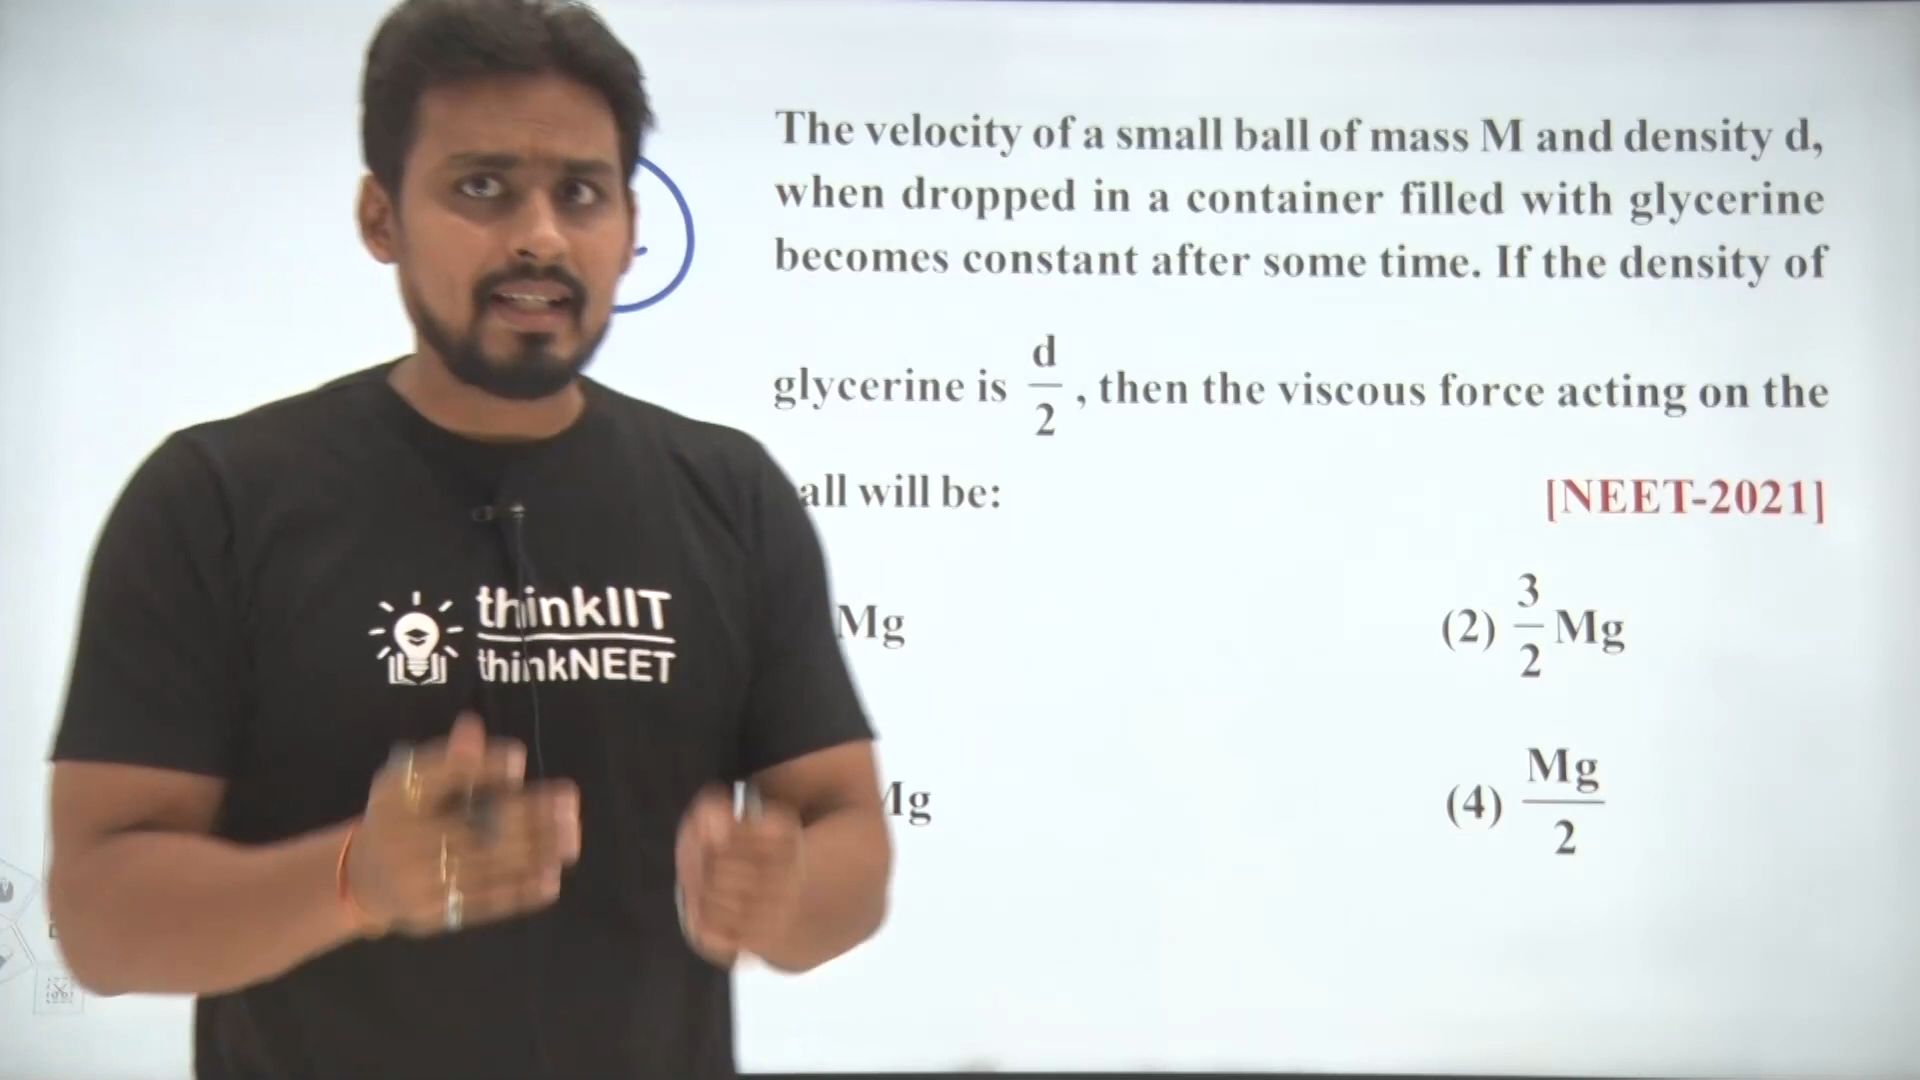 The velocity of a small ball of mass M and density d,
when dropped in a container filled with glycerine
becomes constant after some time. If the density of
glycerine is d/2, then the viscous force acting on the
all will be: [NEET-2021]
Mg (2) 3/2 Mg
g (4) Mg/2
thinkIIT
thinkNEET